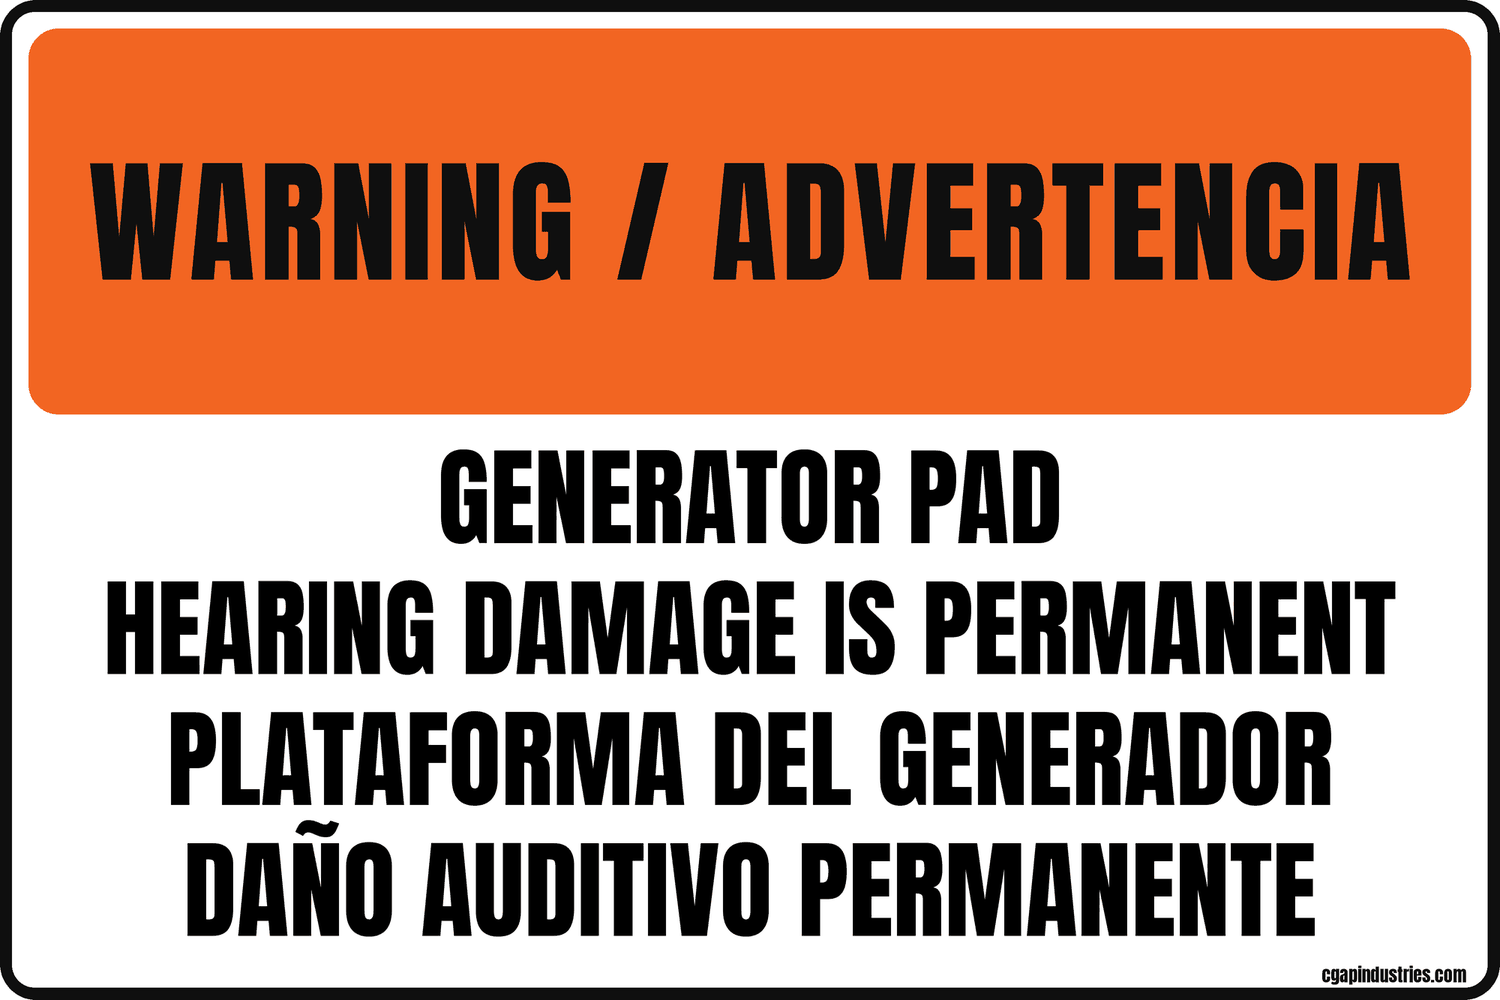 WARNING / ADVERTENCIA
GENERATOR PAD
HEARING DAMAGE IS PERMANENT
PLATAFORMA DEL GENERADOR
DAÑO AUDITIVO PERMANENTE
cgapindustries.com